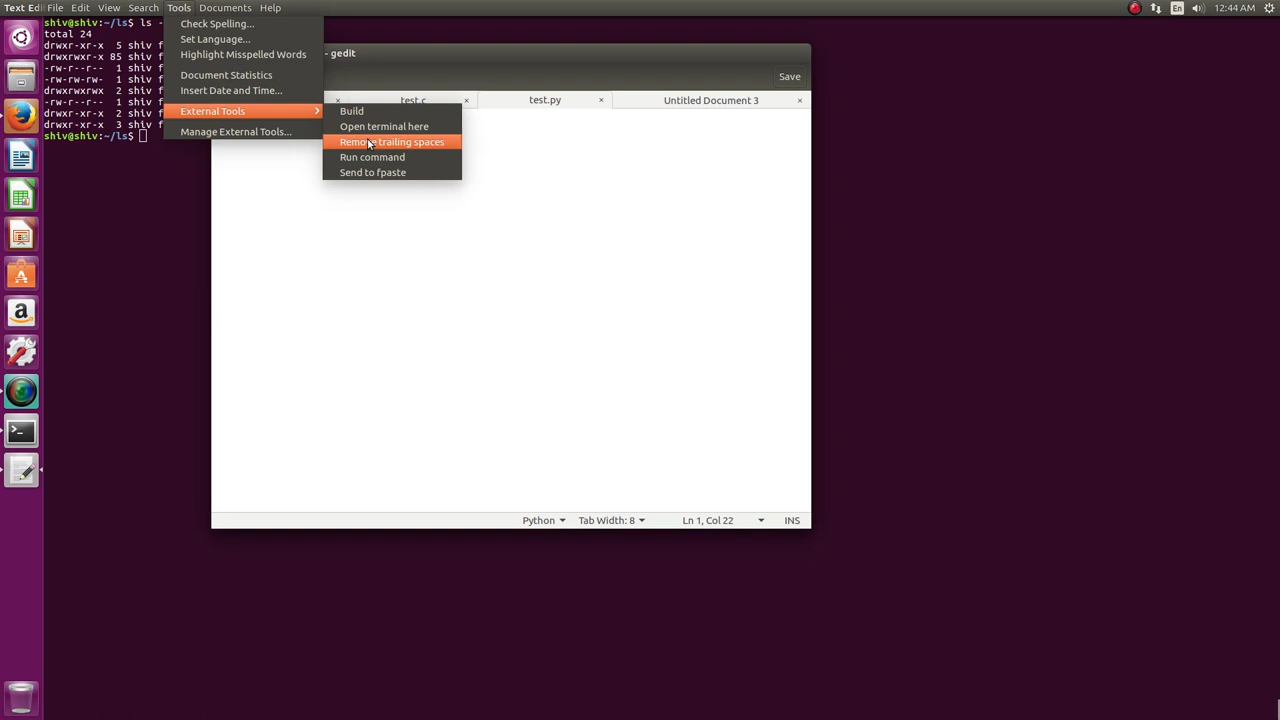 Text Edi File Edit View Search Tools Documents Help En 12:44 AM
shiv@shiv:~/ls$ ls -
total 24
drwxr-xr-x 5 shiv f
drwxrwxr-x 85 shiv f
-rw-r--r-- 1 shiv f
-rw-rw-rw- 1 shiv f
drwxrwxrwx 2 shiv f
-rw-r--r-- 1 shiv f
drwxr-xr-x 2 shiv f
drwxr-xr-x 3 shiv f
shiv@shiv:~/ls$
Check Spelling...
Set Language...
Highlight Misspelled Words
Document Statistics
Insert Date and Time...
External Tools
Manage External Tools...
- gedit
Save
test.c × test.py × Untitled Document 3 ×
Build
Open terminal here
Remove trailing spaces
Run command
Send to fpaste
Python Tab Width: 8 Ln 1, Col 22 INS